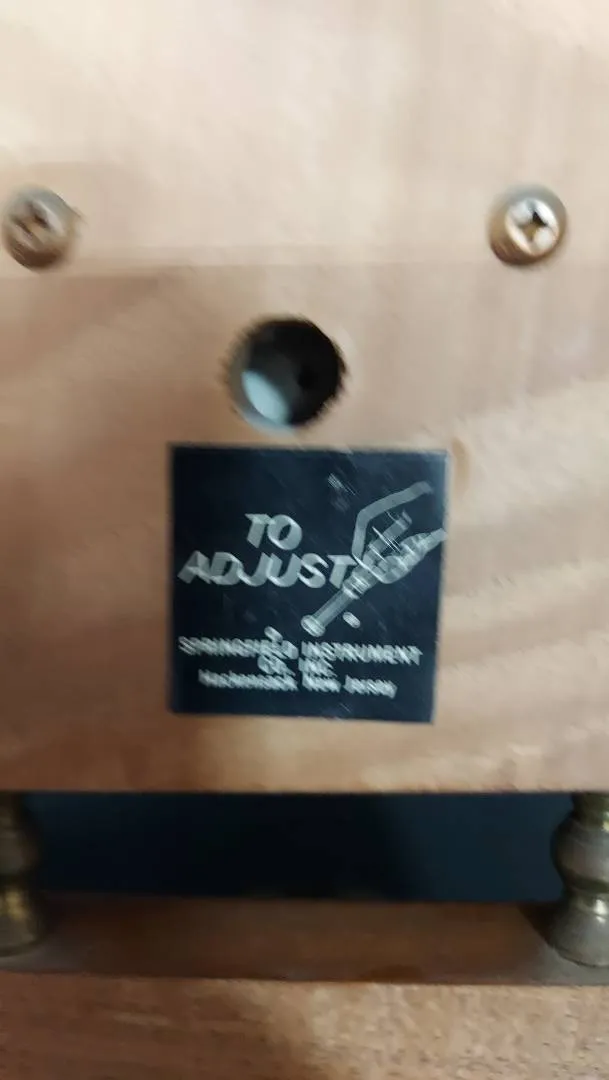 TO
ADJUST
SPRINGFIELD INSTRUMENT
CO. INC.
Hackensack, New Jersey